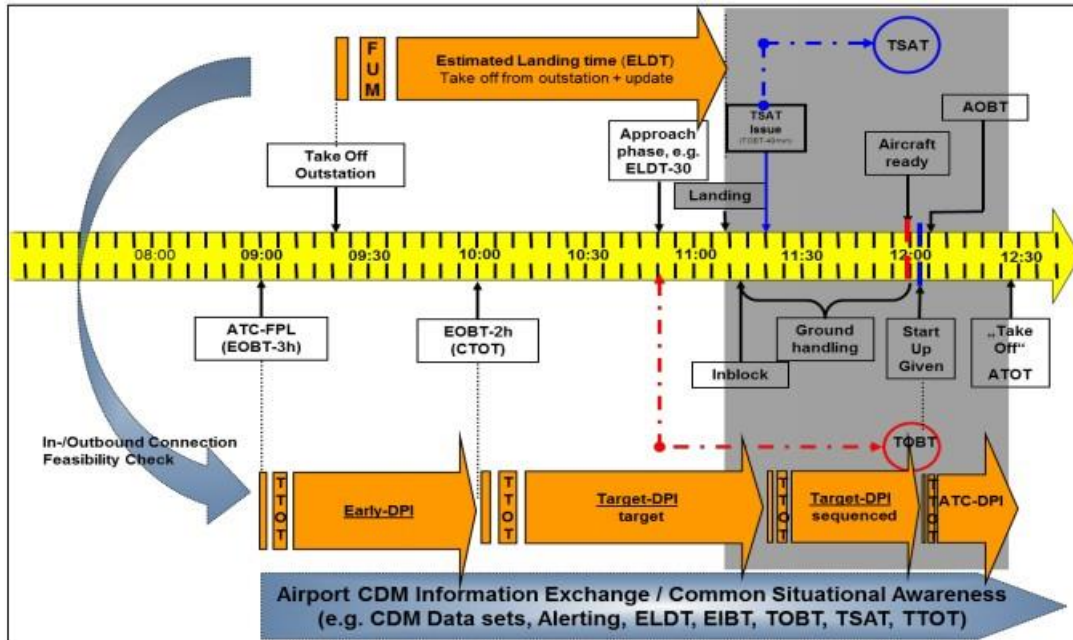 F
U
M
Estimated Landing time (ELDT)
Take off from outstation + update
TSAT
TSAT
Issue
AOBT
Approach
phase, e.g.
ELDT-30
Take Off
Outstation
Aircraft
ready
Landing
08:00
09:00
09:30
10:00
10:30
11:00
11:30
12:00
12:30
ATC-FPL
(EOBT-3h)
EOBT-2h
(CTOT)
Ground
handling
Start
Up
Given
„Take
Off“
ATOT
Inblock
In-/Outbound Connection
Feasibility Check
TOBT
T
T
O
T
Early-DPI
T
T
O
T
Target-DPI
target
T
T
O
T
Target-DPI
sequenced
T
T
O
T
ATC-DPI
Airport CDM Information Exchange / Common Situational Awareness
(e.g. CDM Data sets, Alerting, ELDT, EIBT, TOBT, TSAT, TTOT)